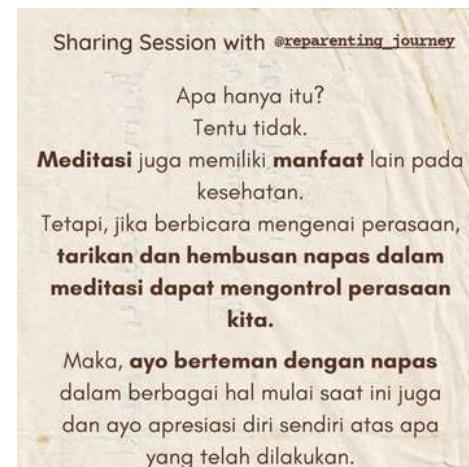 Sharing Session with @reparenting_journey
Apa hanya itu?
Tentu tidak.
Meditasi juga memiliki manfaat lain pada
kesehatan.
Tetapi, jika berbicara mengenai perasaan,
tarikan dan hembusan napas dalam
meditasi dapat mengontrol perasaan
kita.
Maka, ayo berteman dengan napas
dalam berbagai hal mulai saat ini juga
dan ayo apresiasi diri sendiri atas apa
yang telah dilakukan.